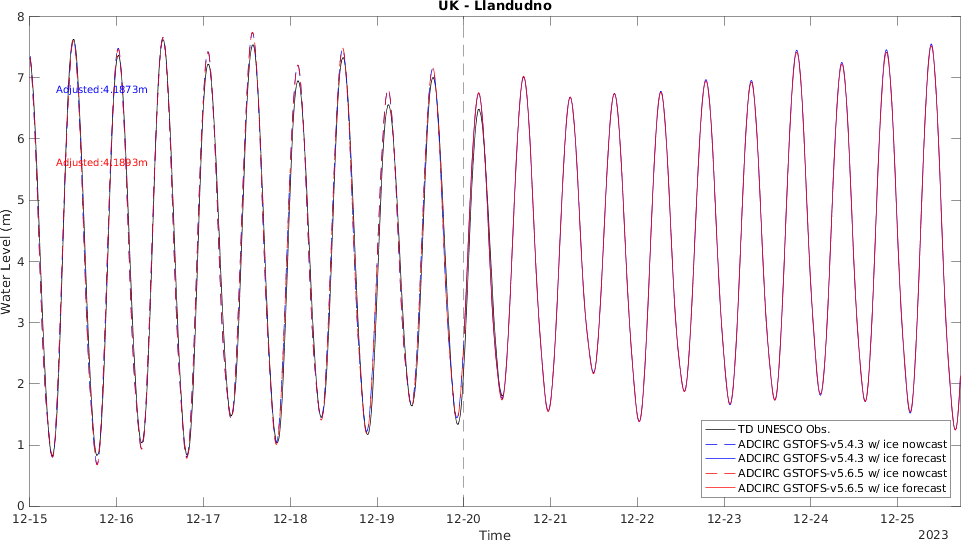 UK - Llandudno
Water Level (m)
8
7
6
5
4
3
2
1
0
Adjusted:4.1873m
Adjusted:4.1893m
TD UNESCO Obs.
ADCIRC GSTOFS-v5.4.3 w/ ice nowcast
ADCIRC GSTOFS-v5.4.3 w/ ice forecast
ADCIRC GSTOFS-v5.6.5 w/ ice nowcast
ADCIRC GSTOFS-v5.6.5 w/ ice forecast
12-15 12-16 12-17 12-18 12-19 12-20 12-21 12-22 12-23 12-24 12-25
Time
2023